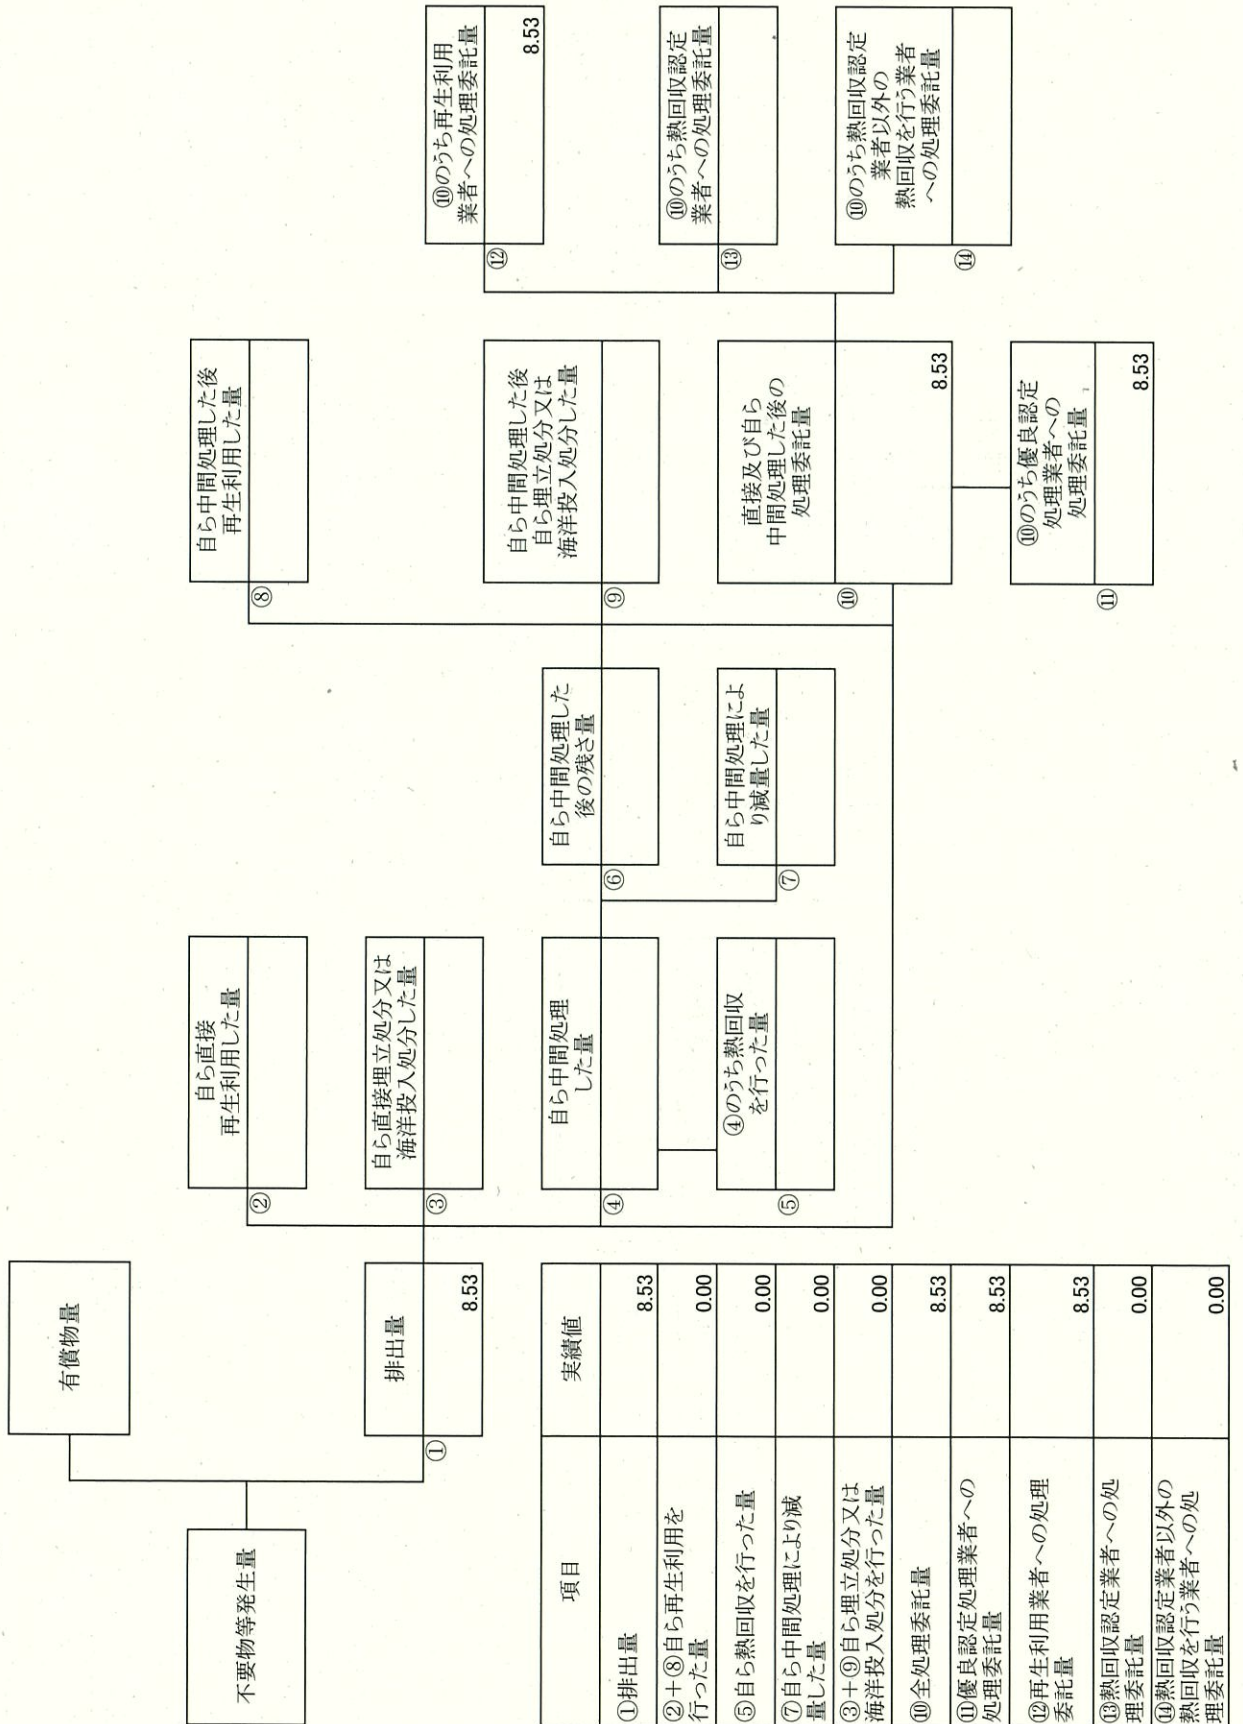 有償物量
不要物等発生量
排出量
①
8.53
自ら直接
再生利用した量
②
自ら直接埋立処分又は
海洋投入処分した量
③
自ら中間処理
した量
④
④のうち熱回収
を行った量
⑤
自ら中間処理した
後の残さ量
⑥
自ら中間処理によ
り減量した量
⑦
自ら中間処理した後
再生利用した量
⑧
自ら中間処理した後
自ら埋立処分又は
海洋投入処分した量
⑨
直接及び自ら
中間処理した後の
処理委託量
⑩
8.53
⑩のうち優良認定
処理業者への
処理委託量
⑪
8.53
⑩のうち再生利用
業者への処理委託量
⑫
8.53
⑩のうち熱回収認定
業者への処理委託量
⑬
⑩のうち熱回収認定
業者以外の
熱回収を行う業者
への処理委託量
⑭
項目
実績値
①排出量
8.53
②+⑧自ら再生利用を
行った量
0.00
⑤自ら熱回収を行った量
0.00
⑦自ら中間処理により減
量した量
0.00
③+⑨自ら埋立処分又は
海洋投入処分を行った量
0.00
⑩全処理委託量
8.53
⑪優良認定処理業者への
処理委託量
8.53
⑫再生利用業者への処理
委託量
8.53
⑬熱回収認定業者への処
理委託量
0.00
⑭熱回収認定業者以外の
熱回収を行う業者への処
理委託量
0.00